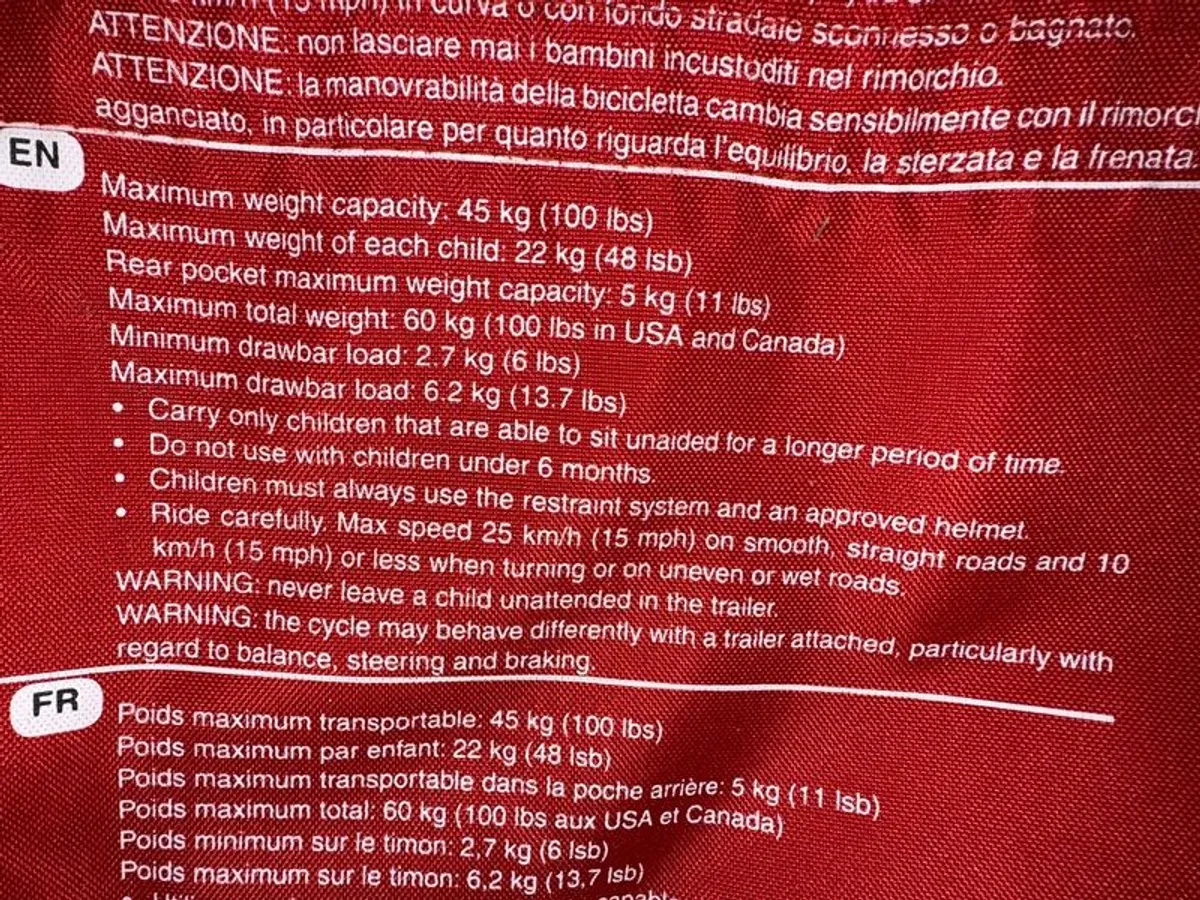 (15 mph) in curva o con fondo stradale sconnesso o bagnato.
ATTENZIONE: non lasciare mai i bambini incustoditi nel rimorchio.
ATTENZIONE: la manovrabilità della bicicletta cambia sensibilmente con il rimorc
agganciato, in particolare per quanto riguarda l'equilibrio, la sterzata e la frenata
EN
Maximum weight capacity: 45 kg (100 lbs)
Maximum weight of each child: 22 kg (48 lsb)
Rear pocket maximum weight capacity: 5 kg (11 lbs)
Maximum total weight: 60 kg (100 lbs in USA and Canada)
Minimum drawbar load: 2.7 kg (6 lbs)
Maximum drawbar load: 6.2 kg (13.7 lbs)
• Carry only children that are able to sit unaided for a longer period of time.
• Do not use with children under 6 months.
• Children must always use the restraint system and an approved helmet.
• Ride carefully. Max speed 25 km/h (15 mph) on smooth, straight roads and 10
km/h (15 mph) or less when turning or on uneven or wet roads.
WARNING: never leave a child unattended in the trailer.
WARNING: the cycle may behave differently with a trailer attached, particularly with
regard to balance, steering and braking.
FR
Poids maximum transportable: 45 kg (100 lbs)
Poids maximum par enfant: 22 kg (48 lsb)
Poids maximum transportable dans la poche arrière: 5 kg (11 lsb)
Poids maximum total: 60 kg (100 lbs aux USA et Canada)
Poids minimum sur le timon: 2,7 kg (6 lsb)
Poids maximum sur le timon: 6,2 kg (13,7 lsb)